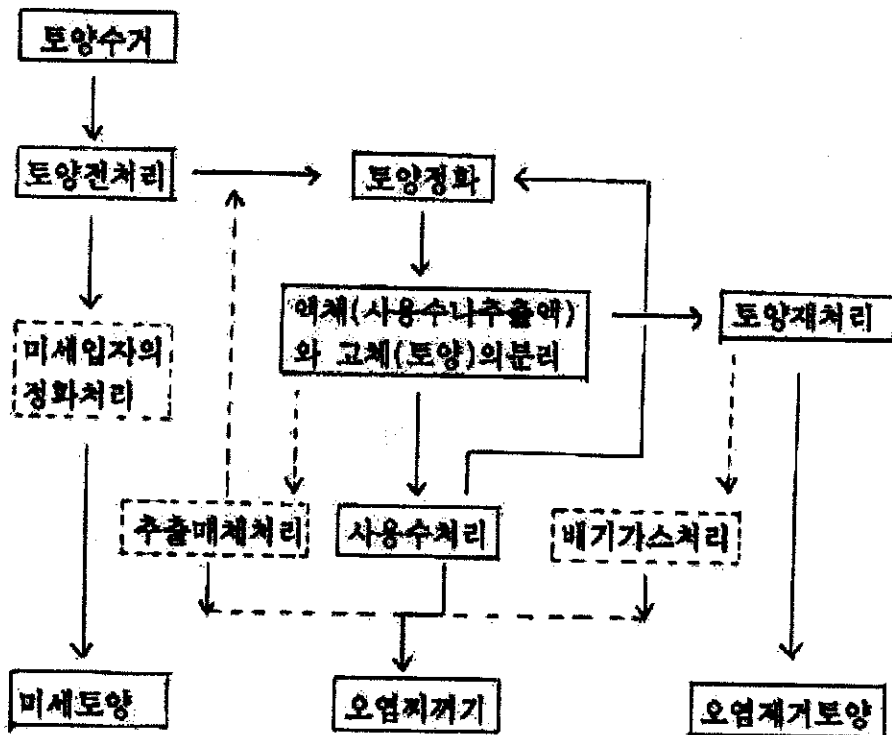 토양수거
토양전처리
토양정화
액체(사용수나추출액)
와 고체(토양)의분리
토양재처리
미세입자의
정화처리
추출매체처리
사용수처리
배기가스처리
미세토양
오염찌꺼기
오염제거토양